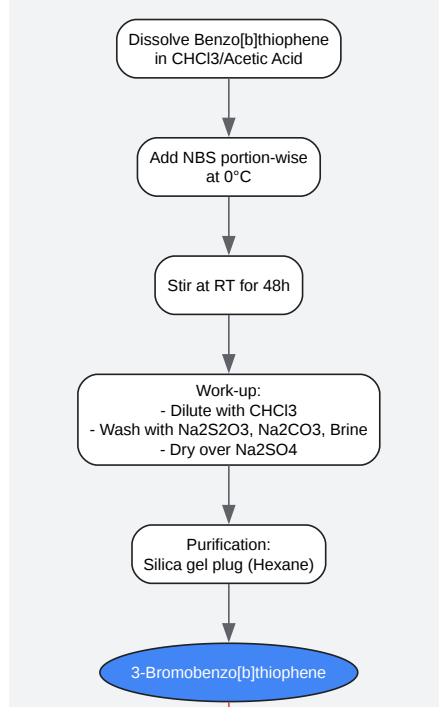 Dissolve Benzo[b]thiophene
in CHCl3/Acetic Acid
Add NBS portion-wise
at 0°C
Stir at RT for 48h
Work-up:
- Dilute with CHCl3
- Wash with Na2S2O3, Na2CO3, Brine
- Dry over Na2SO4
Purification:
Silica gel plug (Hexane)
3-Bromobenzo[b]thiophene